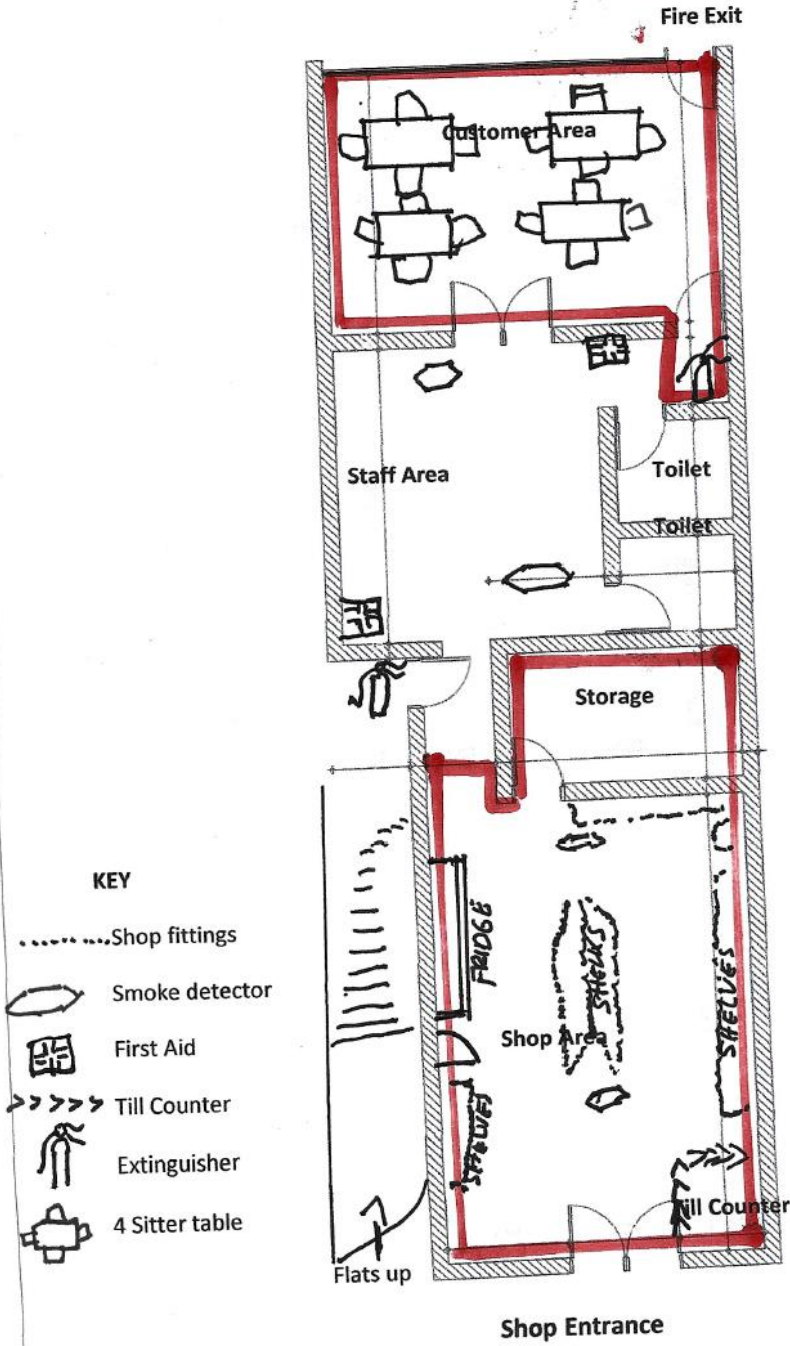 Fire Exit
Customer Area
Staff Area
Toilet
Toilet
Storage
FRIDGE
SHELVES
SHELVES
Shop Area
SHELVES
Till Counter
Flats up
Shop Entrance
KEY
Shop fittings
Smoke detector
First Aid
Till Counter
Extinguisher
4 Sitter table